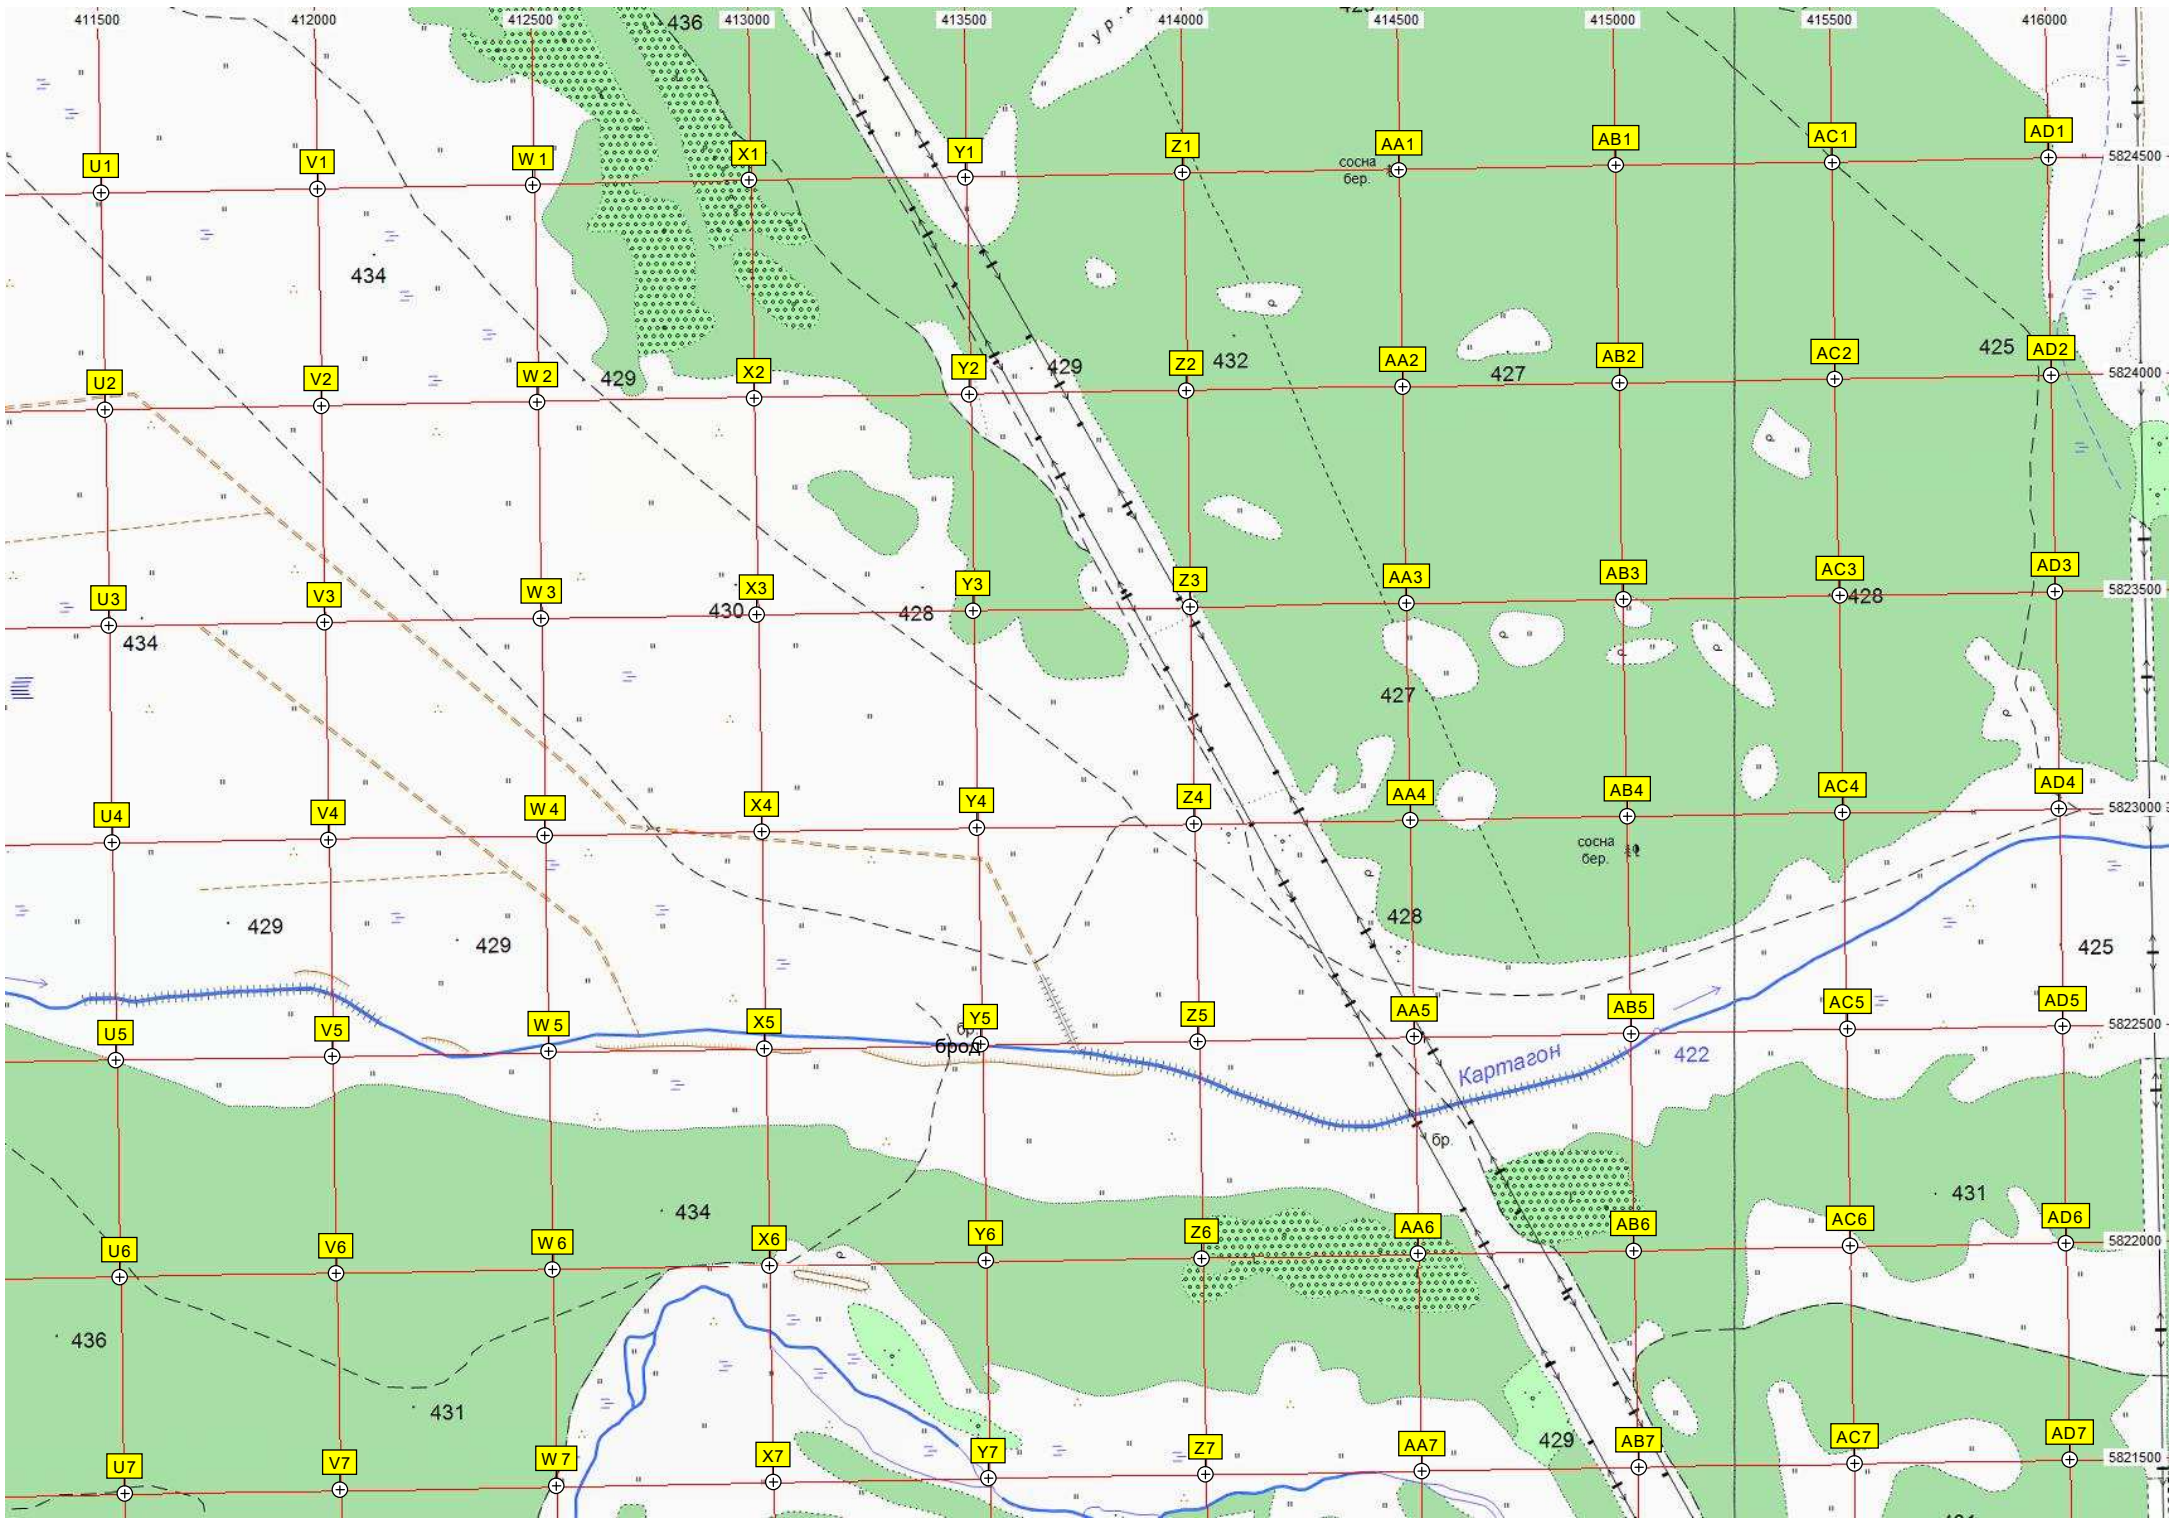 411500 412000 412500 413000 413500 414000 414500 415000 415500 416000
436
ур.
U1 V1 W1 X1 Y1 Z1 AA1 AB1 AC1 AD1 5824500
сосна
бер.
434
429 429 432 427 425
U2 V2 W2 X2 Y2 Z2 AA2 AB2 AC2 AD2 5824000
р
р
U3 V3 W3 X3 Y3 Z3 AA3 AB3 AC3 AD3 5823500
430 428 428
434
р р р
427
р
U4 V4 W4 X4 Y4 Z4 AA4 AB4 AC4 AD4 5823000
сосна
бер.
р
429 429 428 425
U5 V5 W5 X5 Y5 Z5 AA5 AB5 AC5 AD5 5822500
бр.
брод
Картагон 422
бр.
434 431
U6 V6 W6 X6 Y6 Z6 AA6 AB6 AC6 AD6 5822000
р
436
431
429
U7 V7 W7 X7 Y7 Z7 AA7 AB7 AC7 AD7 5821500